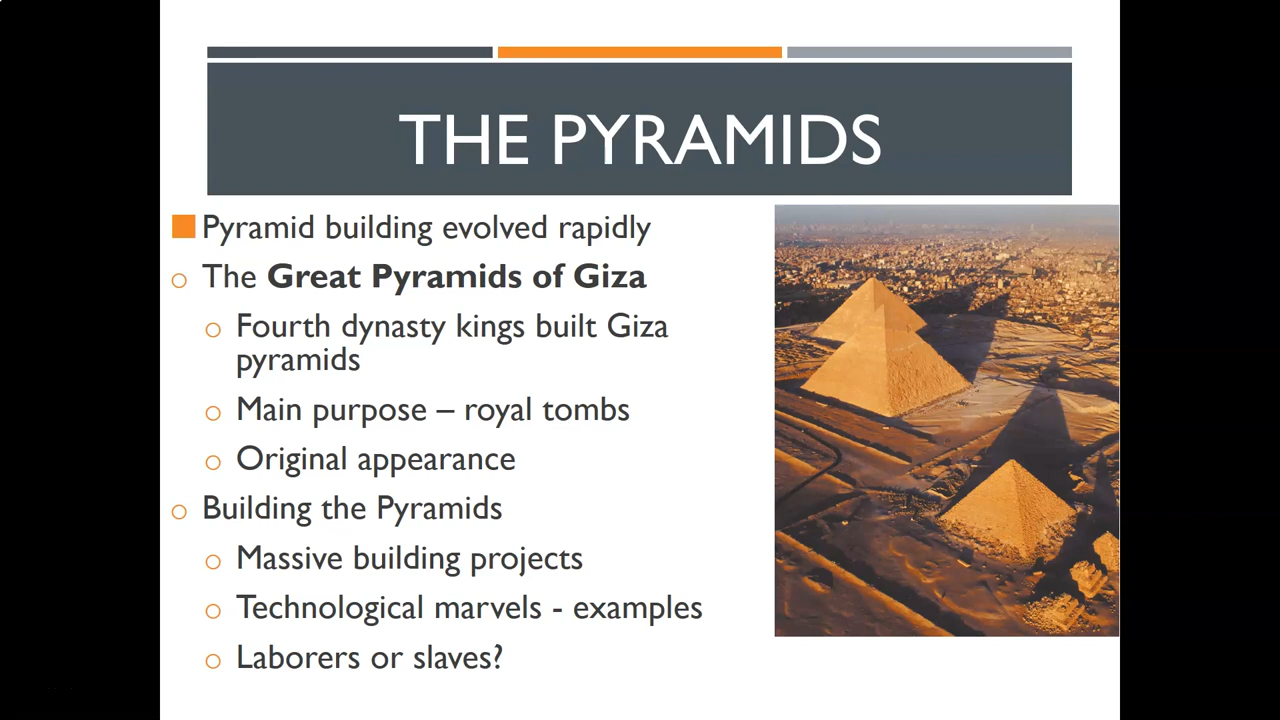 THE PYRAMIDS
Pyramid building evolved rapidly
The Great Pyramids of Giza
Fourth dynasty kings built Giza
pyramids
Main purpose – royal tombs
Original appearance
Building the Pyramids
Massive building projects
Technological marvels - examples
Laborers or slaves?